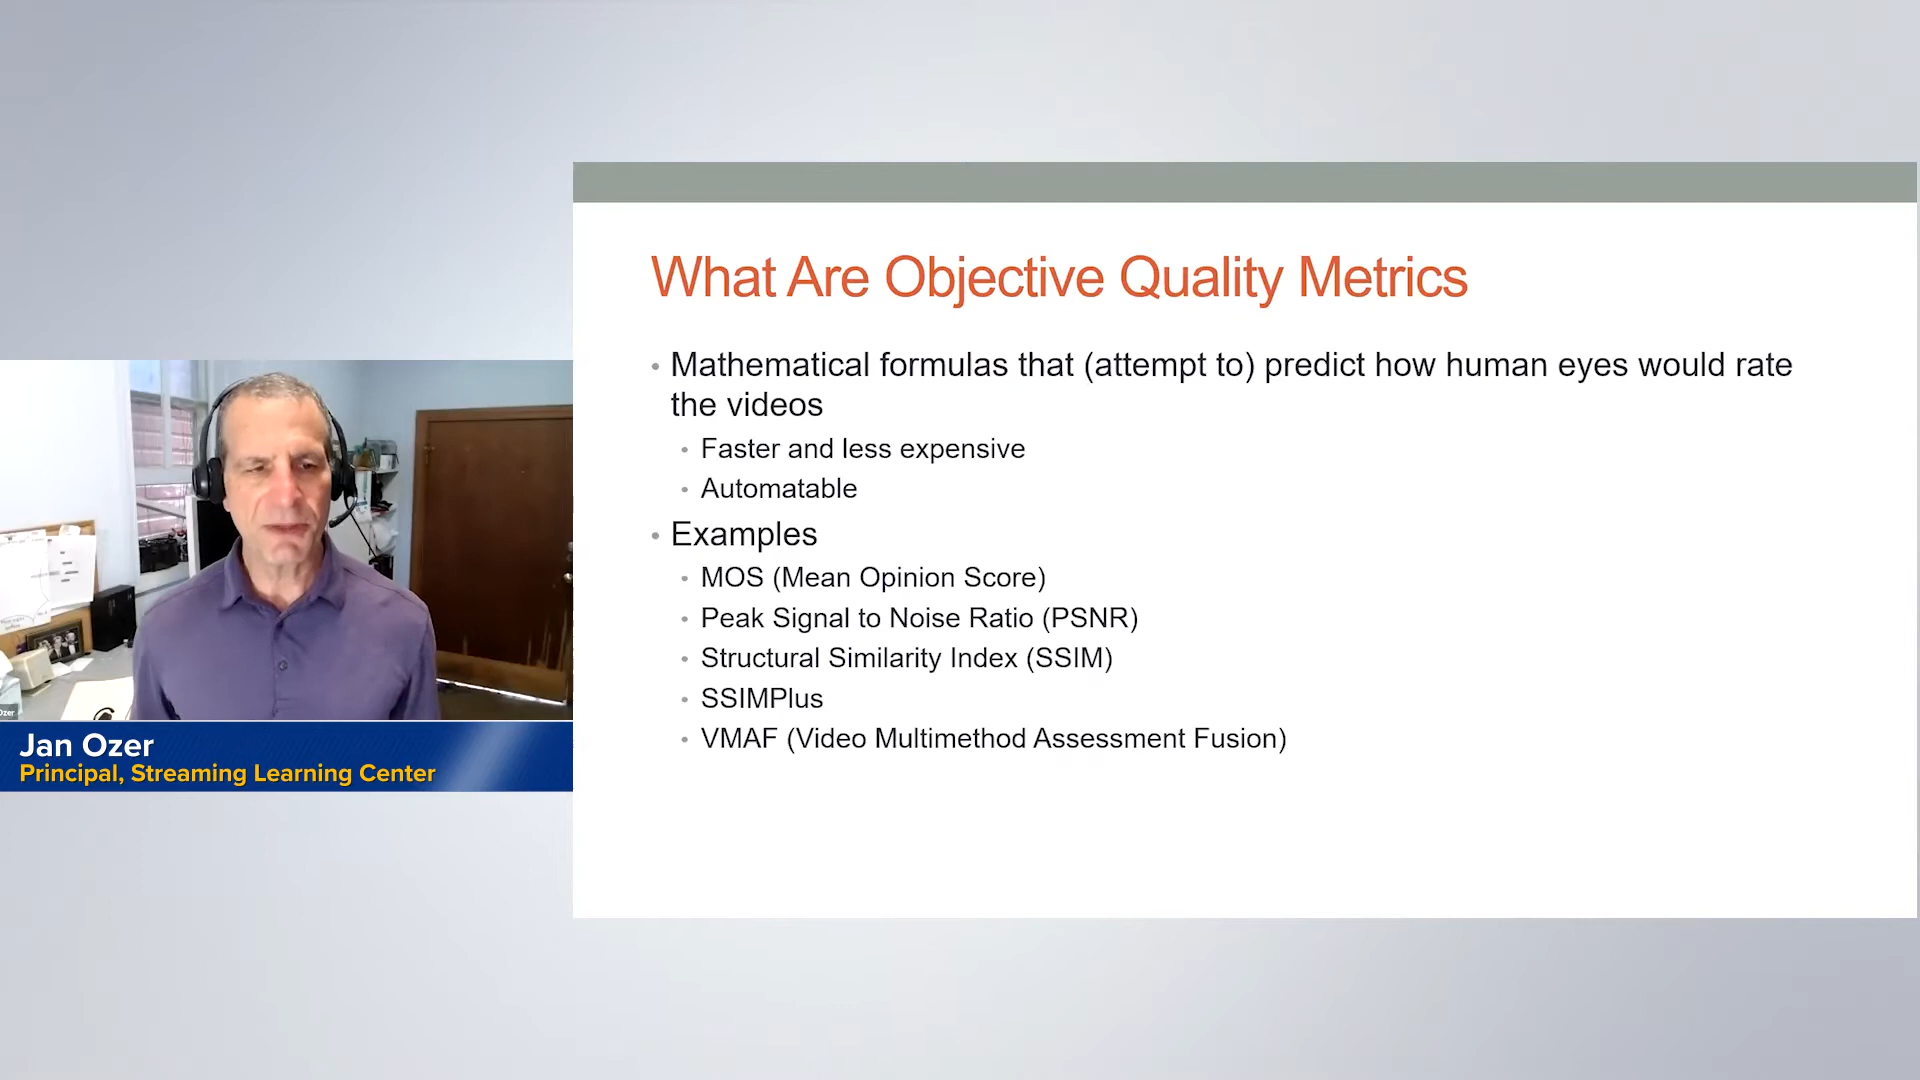 What Are Objective Quality Metrics
• Mathematical formulas that (attempt to) predict how human eyes would rate
the videos
• Faster and less expensive
• Automatable
• Examples
• MOS (Mean Opinion Score)
• Peak Signal to Noise Ratio (PSNR)
• Structural Similarity Index (SSIM)
• SSIMPlus
• VMAF (Video Multimethod Assessment Fusion)
Ozer
Jan Ozer
Principal, Streaming Learning Center